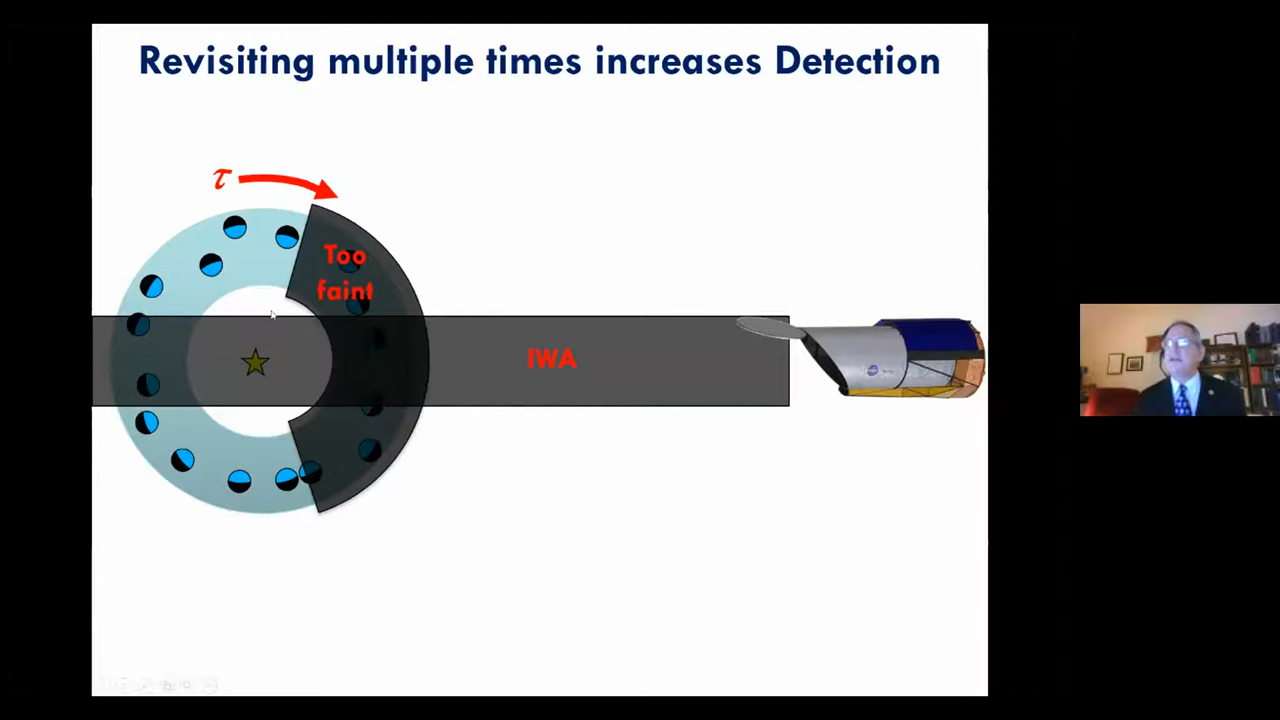 Revisiting multiple times increases Detection
τ
Too
faint
IWA